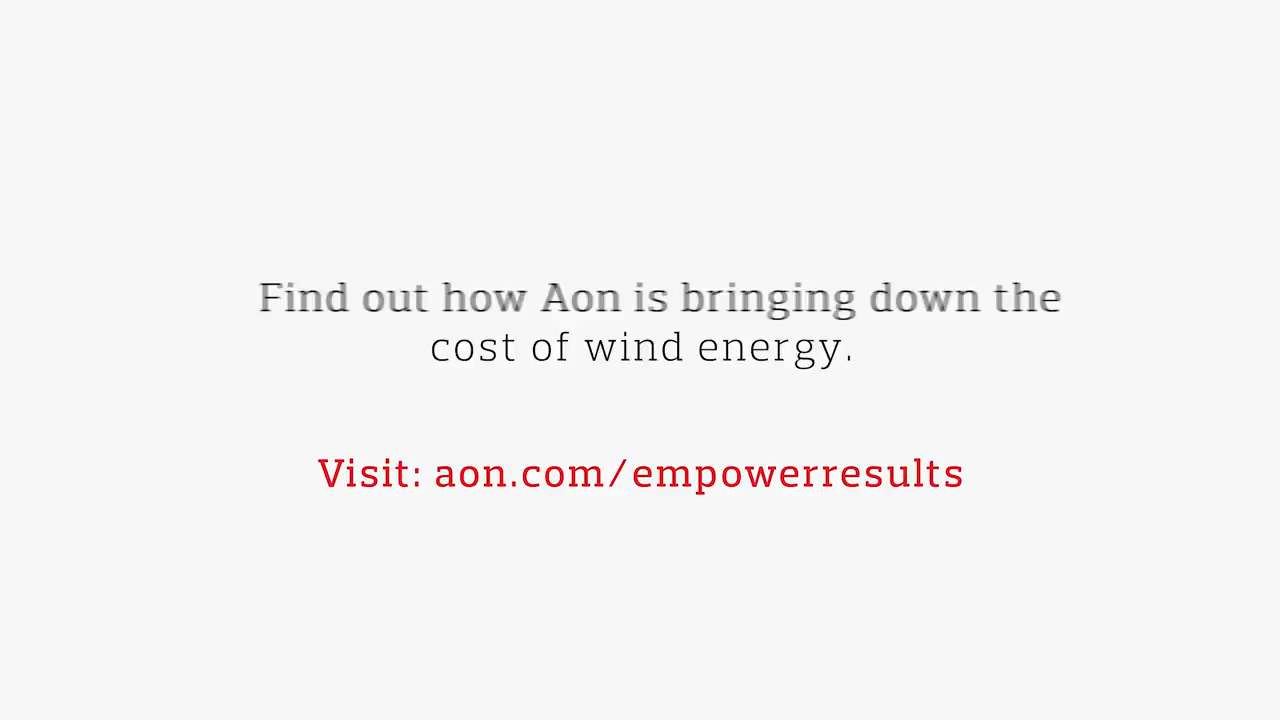 Find out how Aon is bringing down the
cost of wind energy.
Visit: aon.com/empowerresults